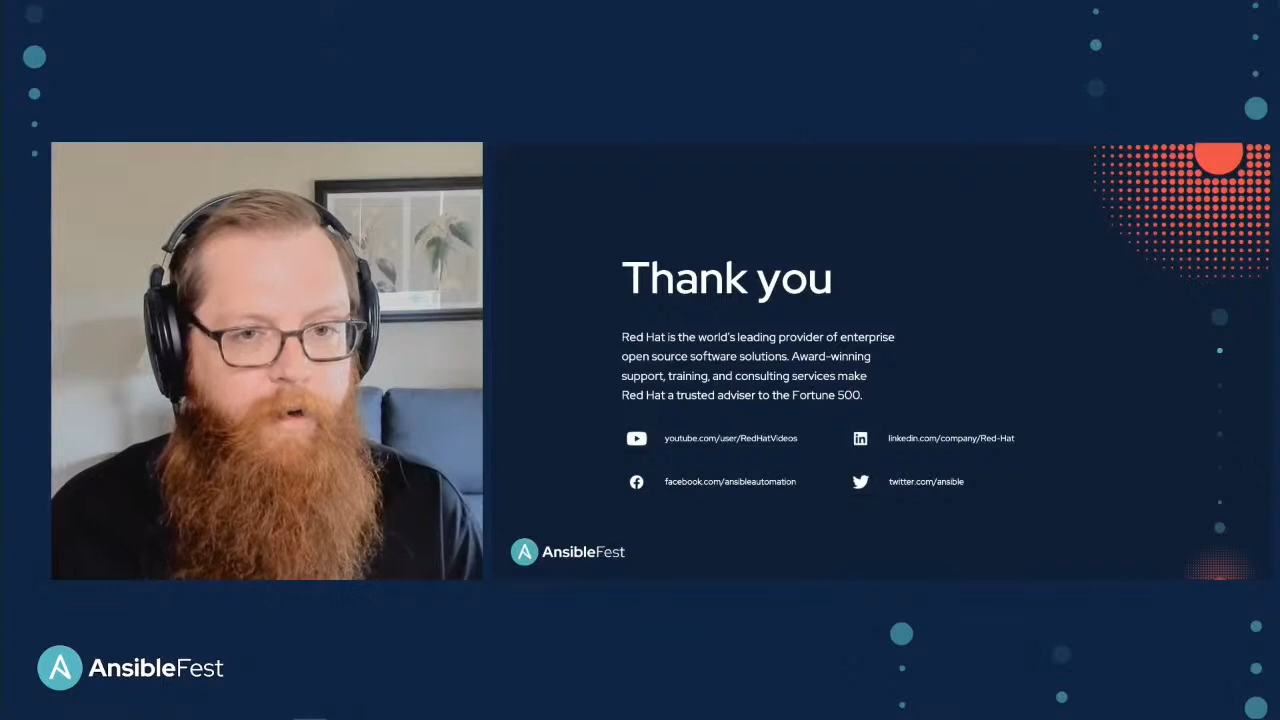 Thank you
Red Hat is the world's leading provider of enterprise
open source software solutions. Award-winning
support, training, and consulting services make
Red Hat a trusted adviser to the Fortune 500.
youtube.com/user/RedHatVideos
linkedin.com/company/Red-Hat
facebook.com/ansibleautomation
twitter.com/ansible
AnsibleFest
AnsibleFest